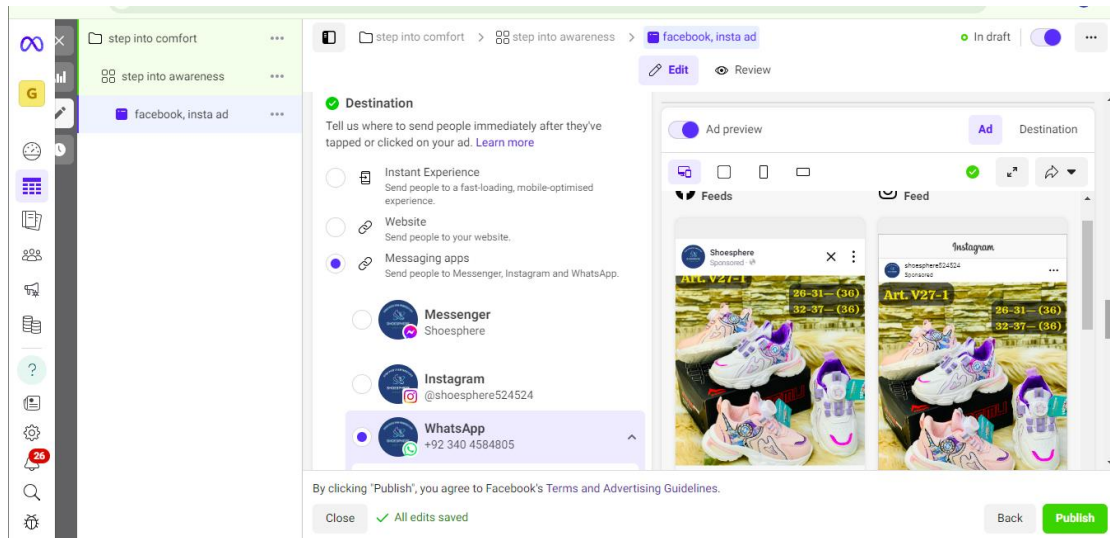 step into comfort
step into awareness
facebook, insta ad
G
26
step into comfort > step into awareness > facebook, insta ad
In draft
Edit
Review
Destination
Tell us where to send people immediately after they've
tapped or clicked on your ad. Learn more
Instant Experience
Send people to a fast-loading, mobile-optimised
experience.
Website
Send people to your website.
Messaging apps
Send people to Messenger, Instagram and WhatsApp.
Messenger
Shoesphere
Instagram
@shoesphere524524
WhatsApp
+92 340 4584805
Ad preview
Ad
Destination
Feeds
Shoesphere
Sponsored
Art. V27-1
26-31—(36)
32-37—(36)
Feed
Instagram
shoesphere524524
Sponsored
Art. V27-1
26-31—(36)
32-37—(36)
By clicking "Publish", you agree to Facebook's Terms and Advertising Guidelines.
Close
All edits saved
Back
Publish